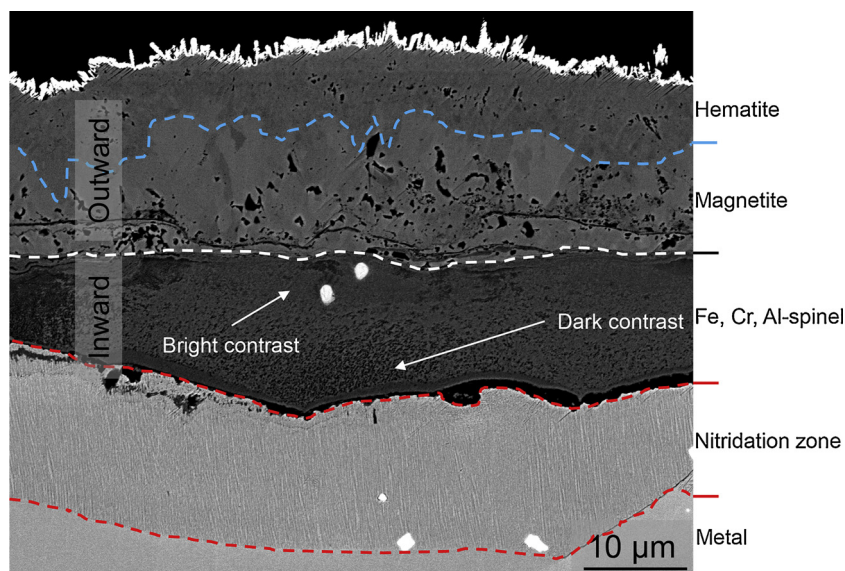 Hematite
Outward
Magnetite
Inward
Bright contrast
Dark contrast
Fe, Cr, Al-spinel
Nitridation zone
Metal
10 µm